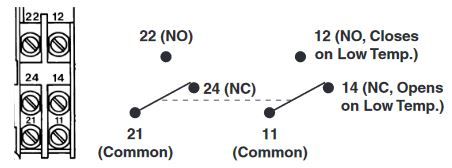 22 12
24 14
21 11
22 (NO)
12 (NO, Closes
on Low Temp.)
24 (NC)
14 (NC, Opens
on Low Temp.)
21
(Common)
11
(Common)